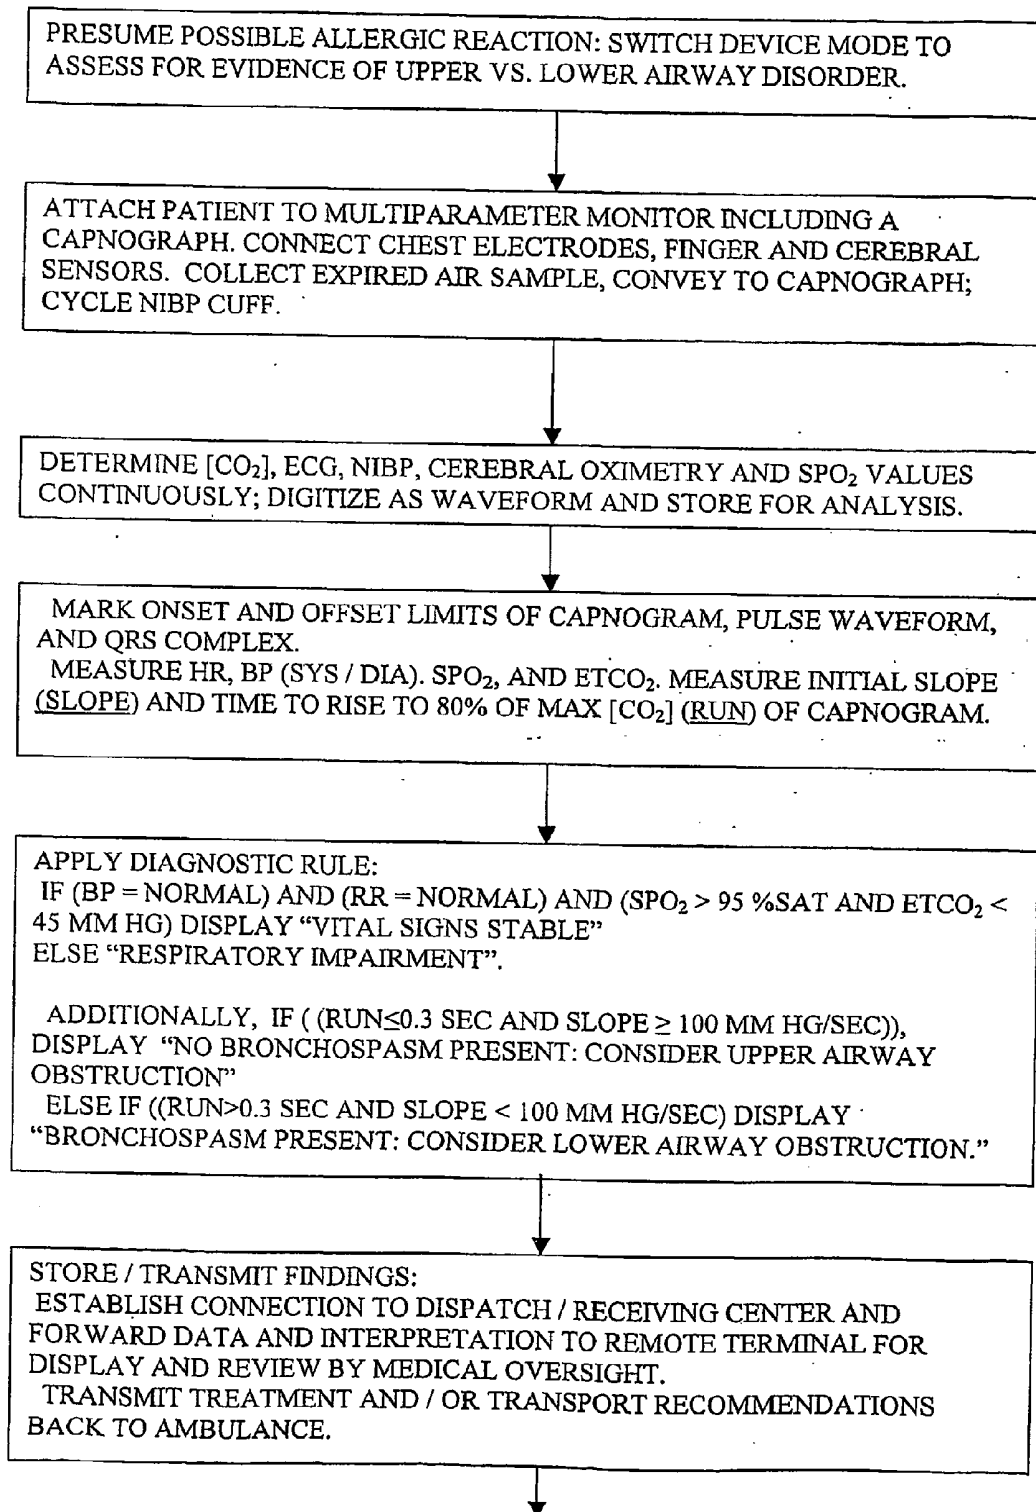 PRESUME POSSIBLE ALLERGIC REACTION: SWITCH DEVICE MODE TO
ASSESS FOR EVIDENCE OF UPPER VS. LOWER AIRWAY DISORDER.
ATTACH PATIENT TO MULTIPARAMETER MONITOR INCLUDING A
CAPNOGRAPH. CONNECT CHEST ELECTRODES, FINGER AND CEREBRAL
SENSORS. COLLECT EXPIRED AIR SAMPLE, CONVEY TO CAPNOGRAPH;
CYCLE NIBP CUFF.
DETERMINE [CO₂], ECG, NIBP, CEREBRAL OXIMETRY AND SPO₂ VALUES
CONTINUOUSLY; DIGITIZE AS WAVEFORM AND STORE FOR ANALYSIS.
MARK ONSET AND OFFSET LIMITS OF CAPNOGRAM, PULSE WAVEFORM,
AND QRS COMPLEX.
MEASURE HR, BP (SYS / DIA). SPO₂, AND ETCO₂. MEASURE INITIAL SLOPE
(SLOPE) AND TIME TO RISE TO 80% OF MAX [CO₂] (RUN) OF CAPNOGRAM.
APPLY DIAGNOSTIC RULE:
IF (BP = NORMAL) AND (RR = NORMAL) AND (SPO₂ > 95 %SAT AND ETCO₂ <
45 MM HG) DISPLAY “VITAL SIGNS STABLE”
ELSE “RESPIRATORY IMPAIRMENT”.
ADDITIONALLY, IF ( (RUN≤0.3 SEC AND SLOPE ≥ 100 MM HG/SEC)),
DISPLAY “NO BRONCHOSPASM PRESENT: CONSIDER UPPER AIRWAY
OBSTRUCTION”
ELSE IF ((RUN>0.3 SEC AND SLOPE < 100 MM HG/SEC) DISPLAY
“BRONCHOSPASM PRESENT: CONSIDER LOWER AIRWAY OBSTRUCTION.”
STORE / TRANSMIT FINDINGS:
ESTABLISH CONNECTION TO DISPATCH / RECEIVING CENTER AND
FORWARD DATA AND INTERPRETATION TO REMOTE TERMINAL FOR
DISPLAY AND REVIEW BY MEDICAL OVERSIGHT.
TRANSMIT TREATMENT AND / OR TRANSPORT RECOMMENDATIONS
BACK TO AMBULANCE.